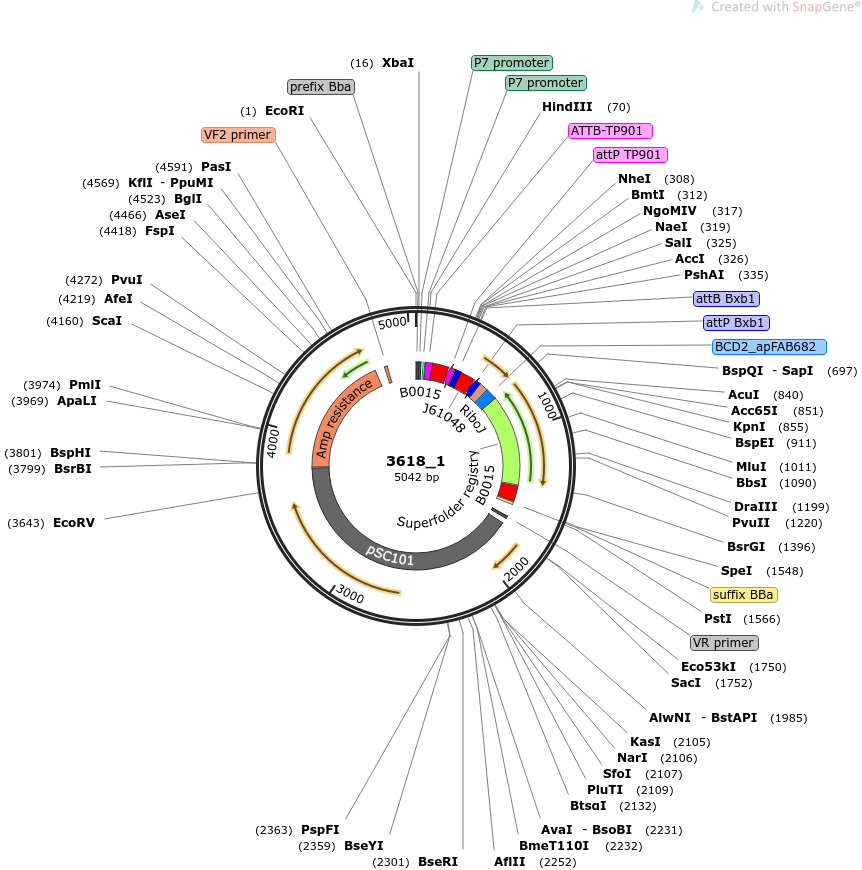 Created with SnapGene®
(16) XbaI
P7 promoter
prefix Bba
P7 promoter
(1) EcoRI
HindIII (70)
VF2 primer
ATTB-TP901
attP TP901
(4591) PasI
(4569) KflI - PpuMI
(4523) BglI
(4466) AseI
(4418) FspI
NheI (308)
BmtI (312)
NgoMIV (317)
NaeI (319)
SalI (325)
AccI (326)
PshAI (335)
(4272) PvuI
(4219) AfeI
(4160) ScaI
attB Bxb1
attP Bxb1
BCD2_apFAB682
BspQI - SapI (697)
(3974) PmlI
(3969) ApaLI
AcuI (840)
Acc65I (851)
KpnI (855)
BspEI (911)
(3801) BspHI
(3799) BsrBI
MluI (1011)
BbsI (1090)
DraIII (1199)
PvuII (1220)
(3643) EcoRV
BsrGI (1396)
SpeI (1548)
suffix BBa
PstI (1566)
VR primer
Eco53kI (1750)
SacI (1752)
AlwNI - BstAPI (1985)
KasI (2105)
NarI (2106)
SfoI (2107)
PluTI (2109)
BtsαI (2132)
(2363) PspFI
(2359) BseYI
(2301) BseRI
AvaI - BsoBI (2231)
BmeT110I (2232)
AflII (2252)
5000
1000
2000
3000
4000
B0015
J61048
RiboJ
Amp resistance
3618_1
5042 bp
Superfolder registry
B0015
pSC101